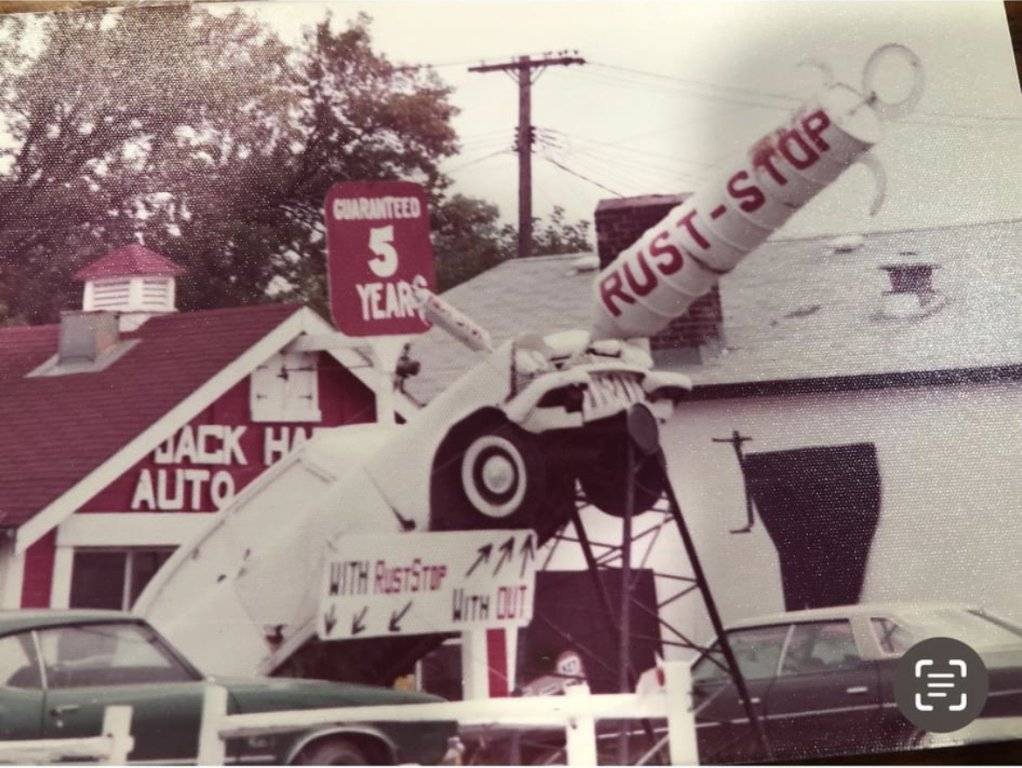 GUARANTEED
5
YEARS
RUST-STOP
JACK HA
AUTO
WITH RUSTSTOP
WITH OUT